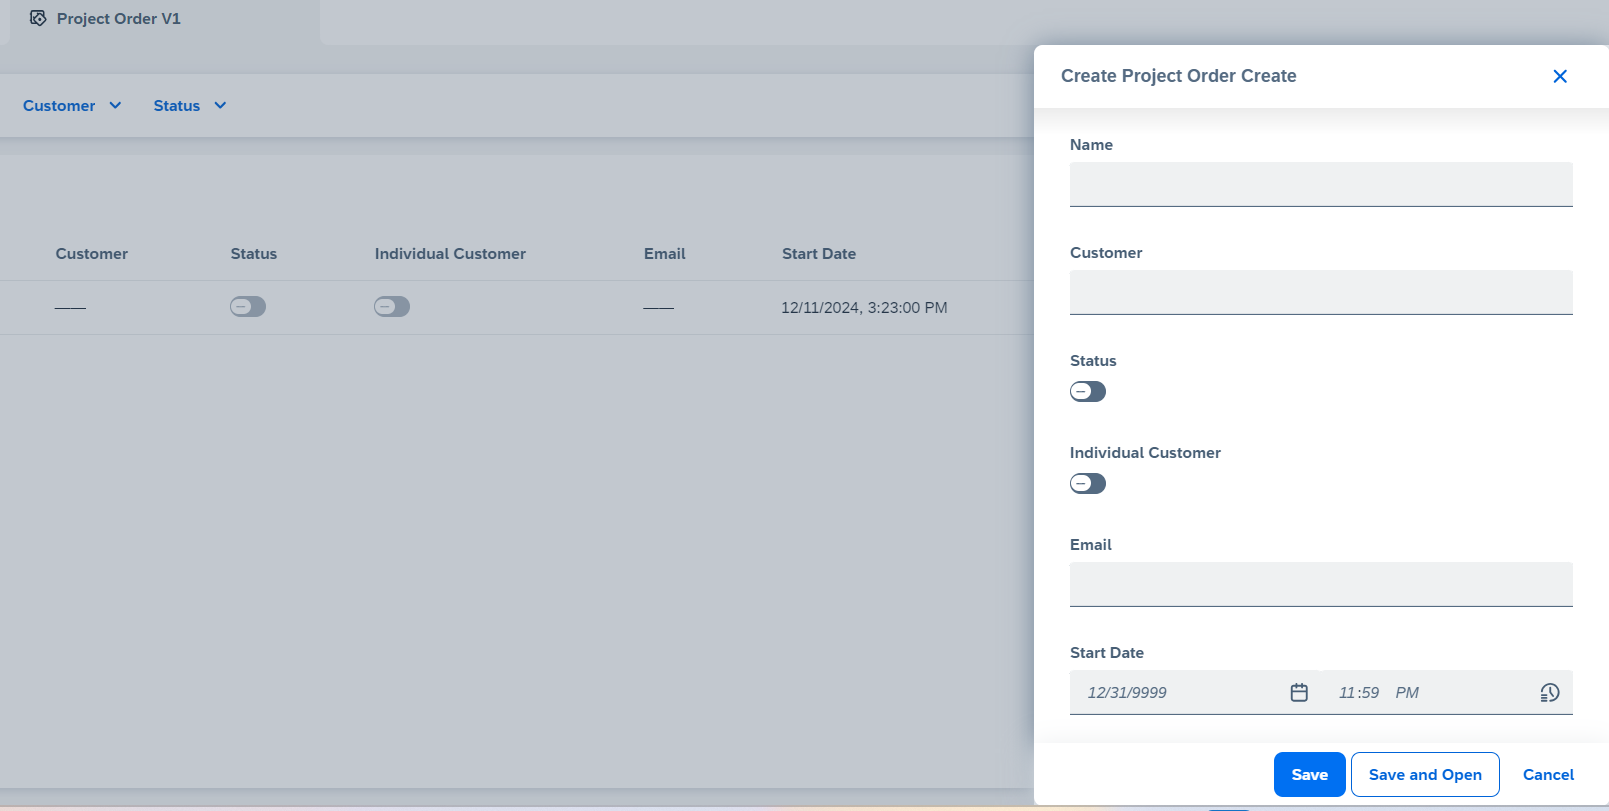 Project Order V1
Customer
Status
Customer
Status
Individual Customer
Email
Start Date
——
——
12/11/2024, 3:23:00 PM
Create Project Order Create
Name
Customer
Status
Individual Customer
Email
Start Date
12/31/9999
11:59 PM
Save
Save and Open
Cancel